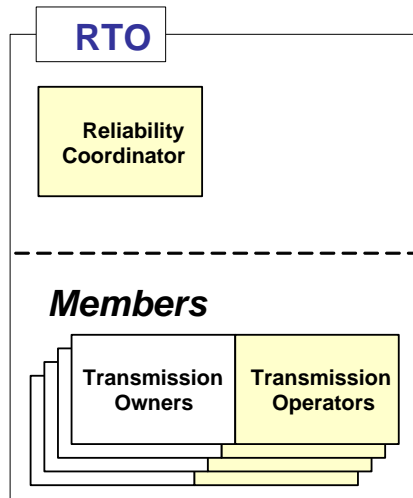 RTO
Reliability
Coordinator
Members
Transmission
Owners
Transmission
Operators